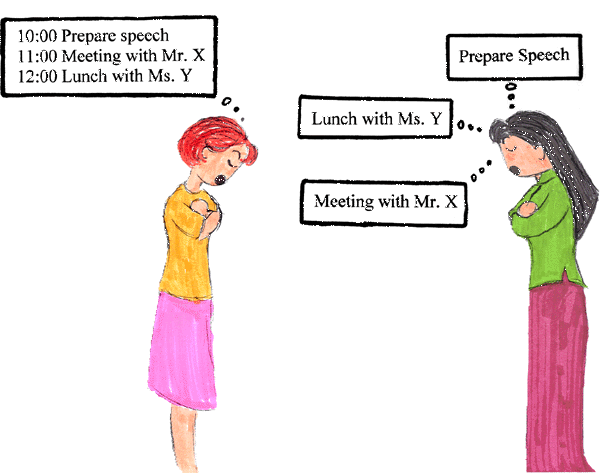 10:00 Prepare speech
11:00 Meeting with Mr. X
12:00 Lunch with Ms. Y
Prepare Speech
Lunch with Ms. Y
Meeting with Mr. X